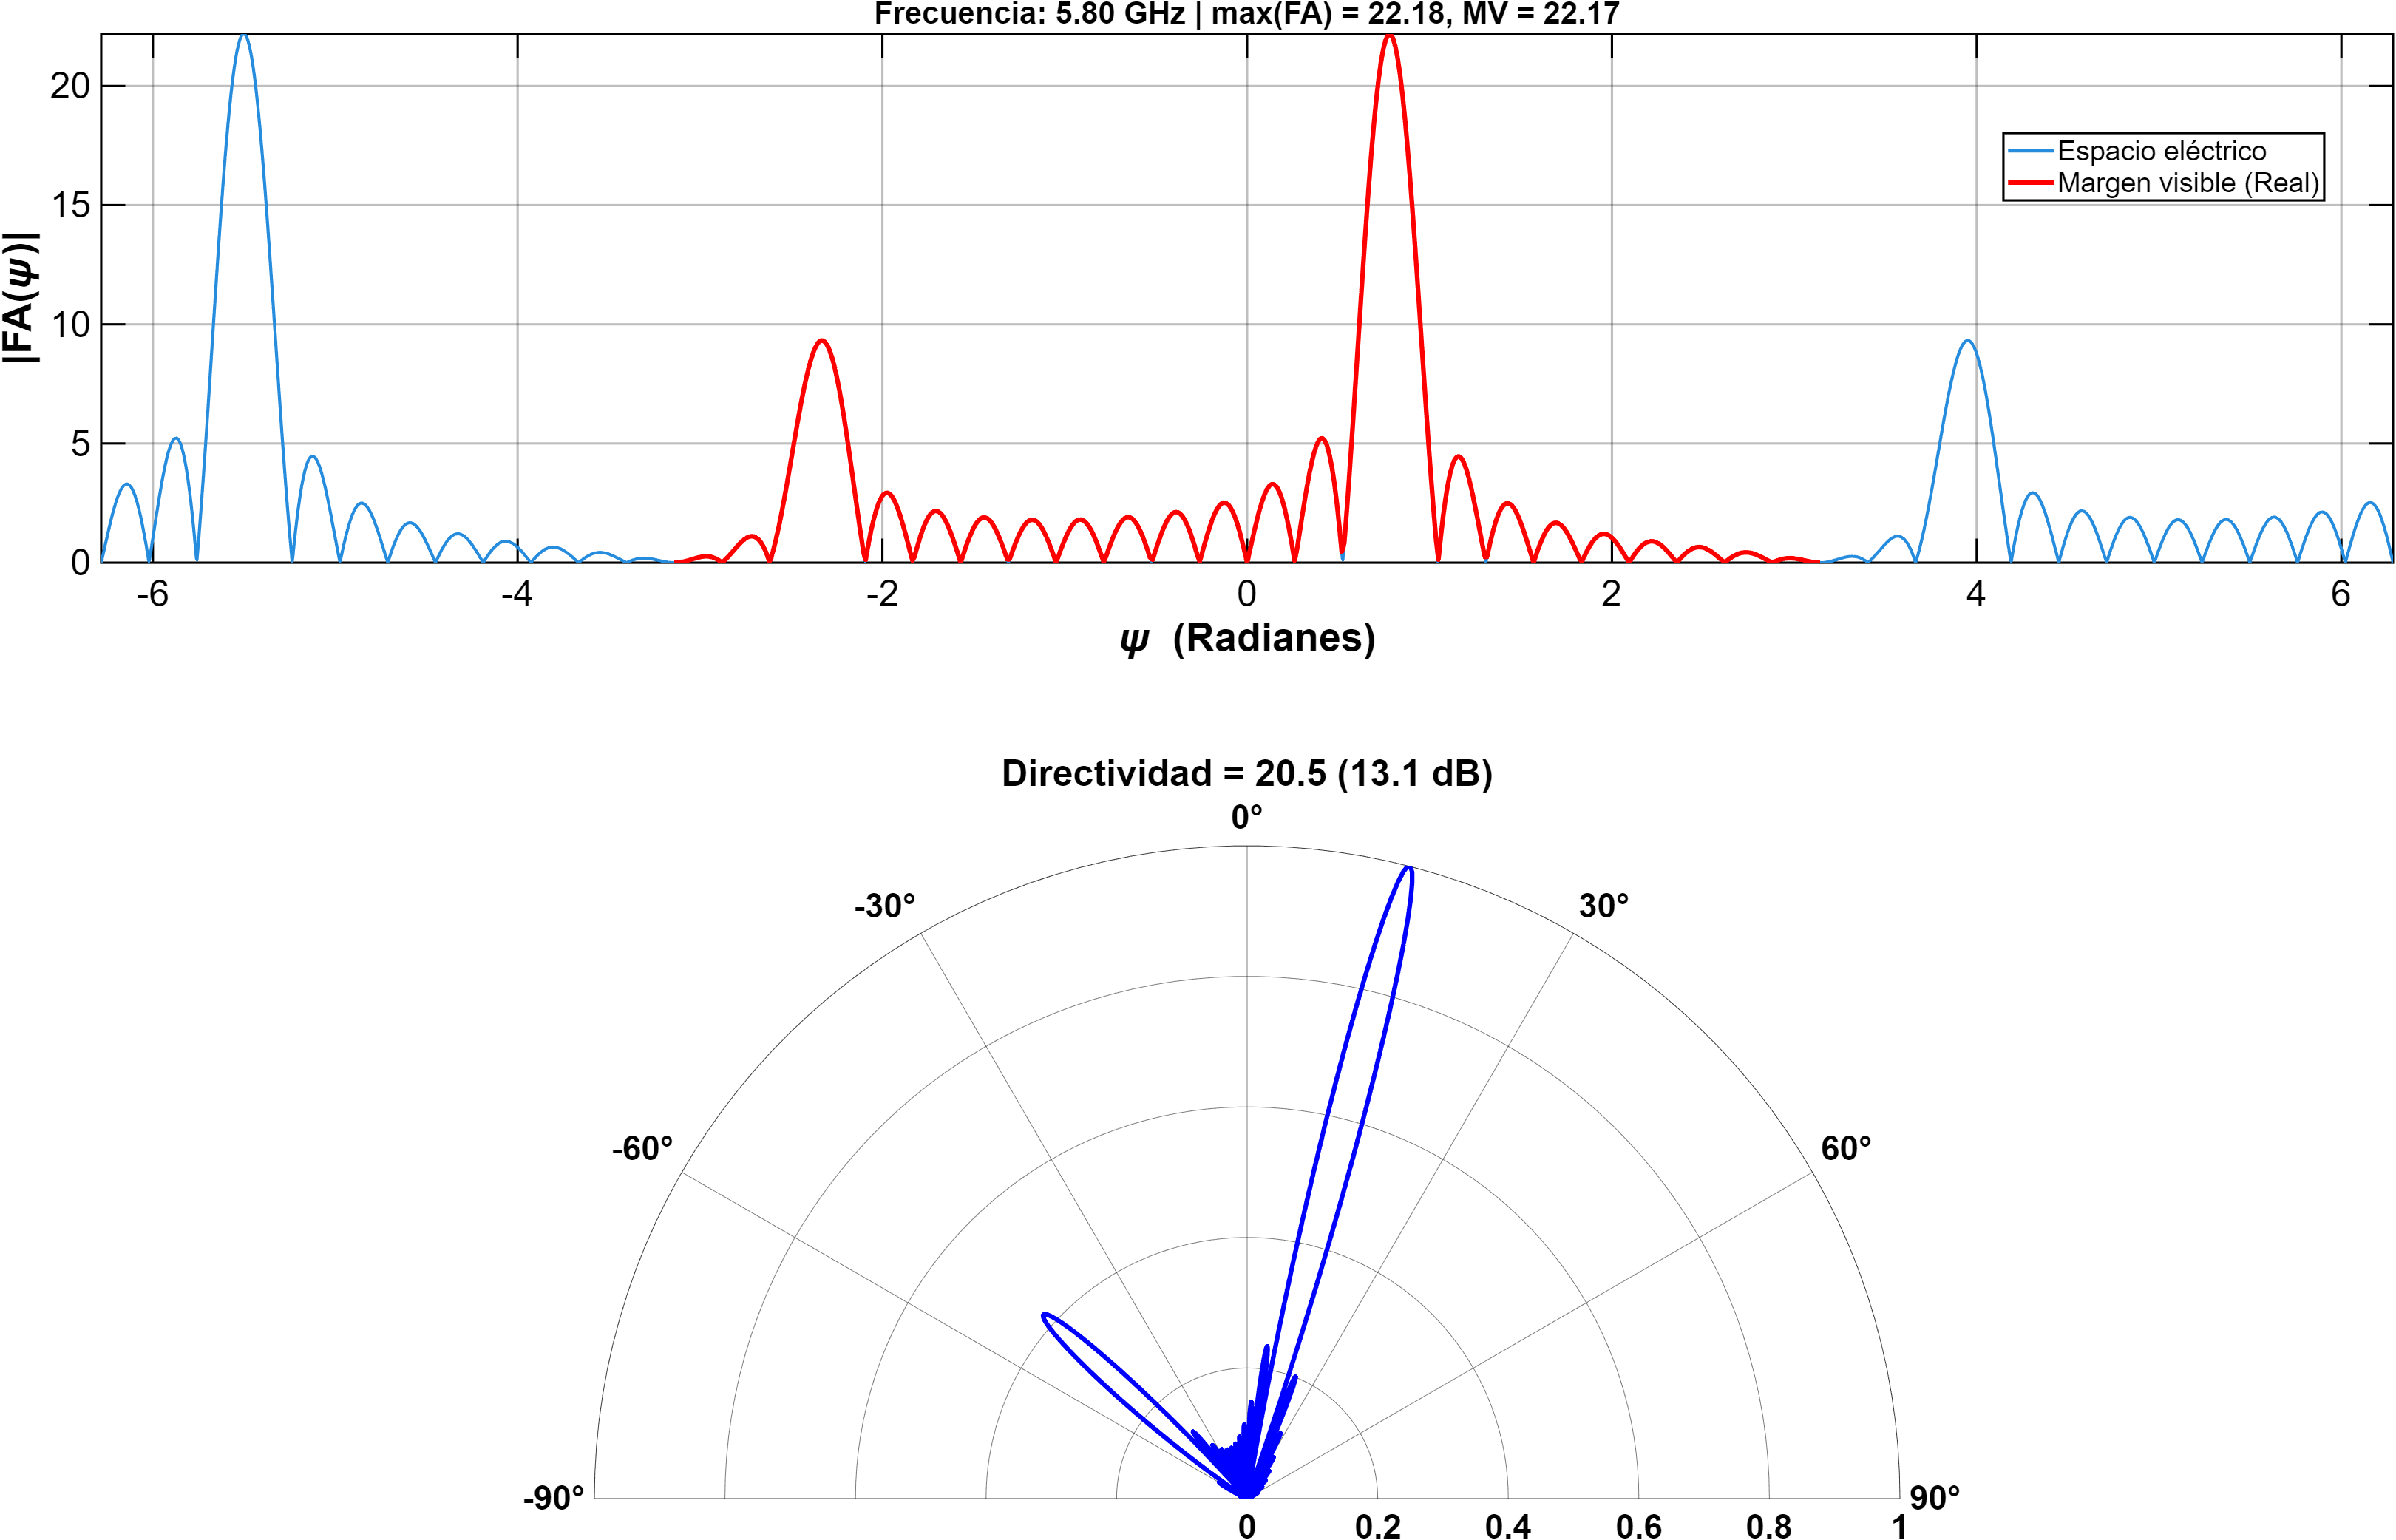 Frecuencia: 5.80 GHz | max(FA) = 22.18, MV = 22.17
20
15
10
5
0
|FA(ψ)|
Espacio eléctrico
Margen visible (Real)
-6 -4 -2 0 2 4 6
ψ (Radianes)
Directividad = 20.5 (13.1 dB)
0°
-30° 30°
-60° 60°
-90° 90°
0 0.2 0.4 0.6 0.8 1